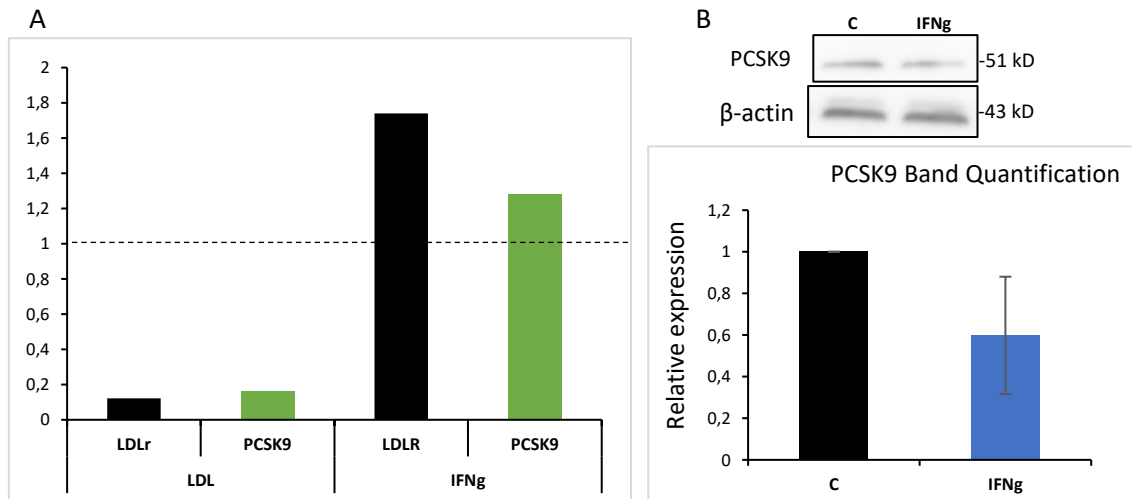 A
2
1,8
1,6
1,4
1,2
1
0,8
0,6
0,4
0,2
0
LDLr PCSK9 LDLR PCSK9
LDL IFNg
B
C IFNg
PCSK9 -51 kD
β-actin -43 kD
PCSK9 Band Quantification
Relative expression
1,2
1
0,8
0,6
0,4
0,2
0
C IFNg